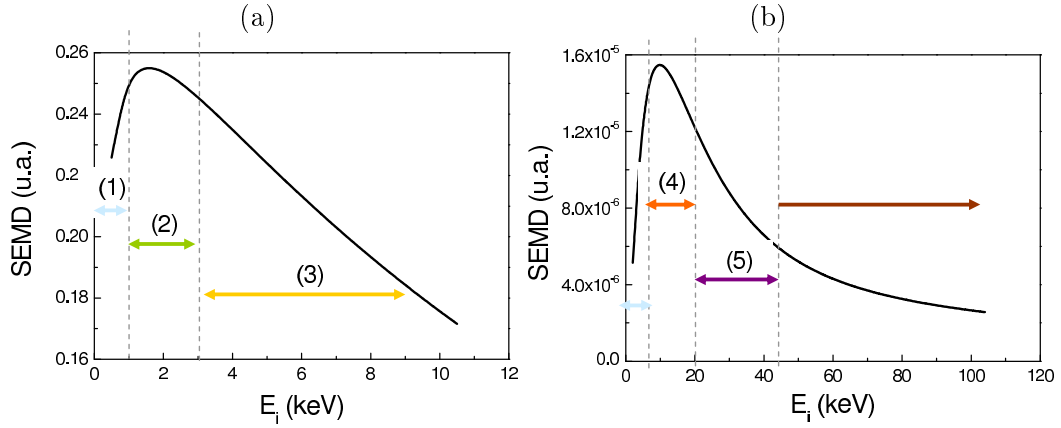 (a)
0.26
0.24
0.2
0.20
0.18
0.16
SEMD (u.a.)
(1)
(2)
(3)
0 2 4 6 8 10 12
E_i (keV)
(b)
1.6x10⁻⁵
1.2x10⁻⁵
8.0x10⁻⁶
4.0x10⁻⁶
0.0
SEMD (u.a.)
(4)
(5)
0 20 40 60 80 100 120
E_i (keV)